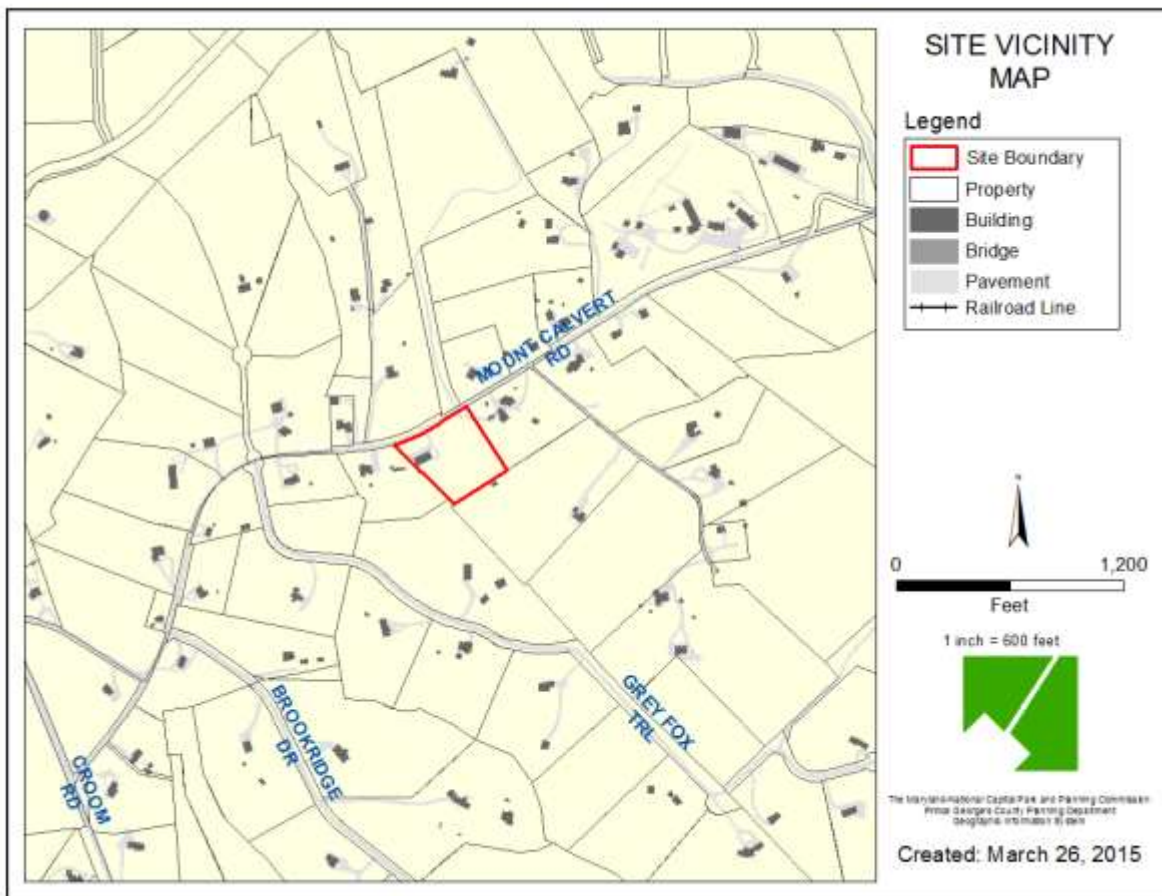 SITE VICINITY
MAP
Legend
Site Boundary
Property
Building
Bridge
Pavement
Railroad Line
MOUNT CALVERT
RD
GREY FOX
TRL
BROOKRIDGE
DR
CROOM
RD
N
0 1,200
Feet
1 inch = 600 feet
The Maryland-National Capital Park and Planning Commission
Prince Georges County Planning Department
Geographic Information System
Created: March 26, 2015